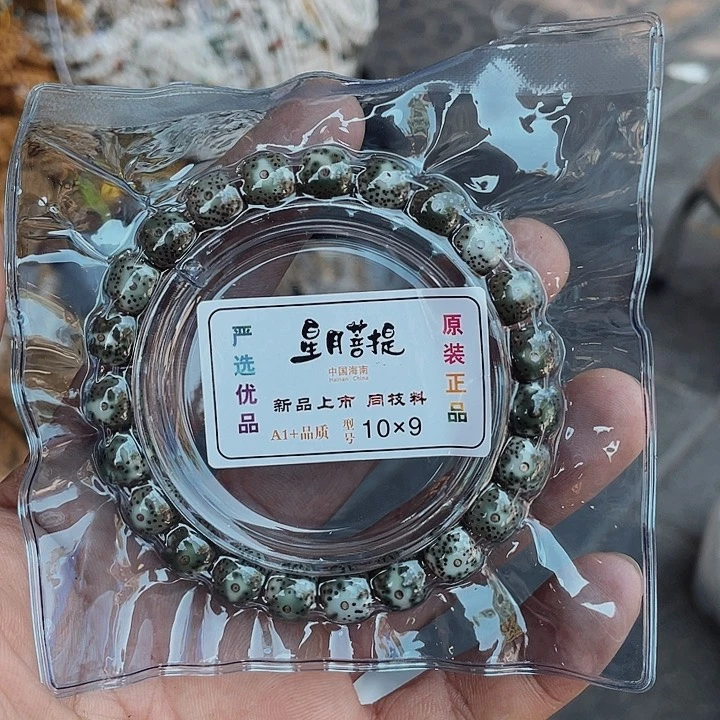 严选优品
星月菩提
中国海南
Hainan China
新品上市 同枝料
A1+品质 型号 10×9
原装正品